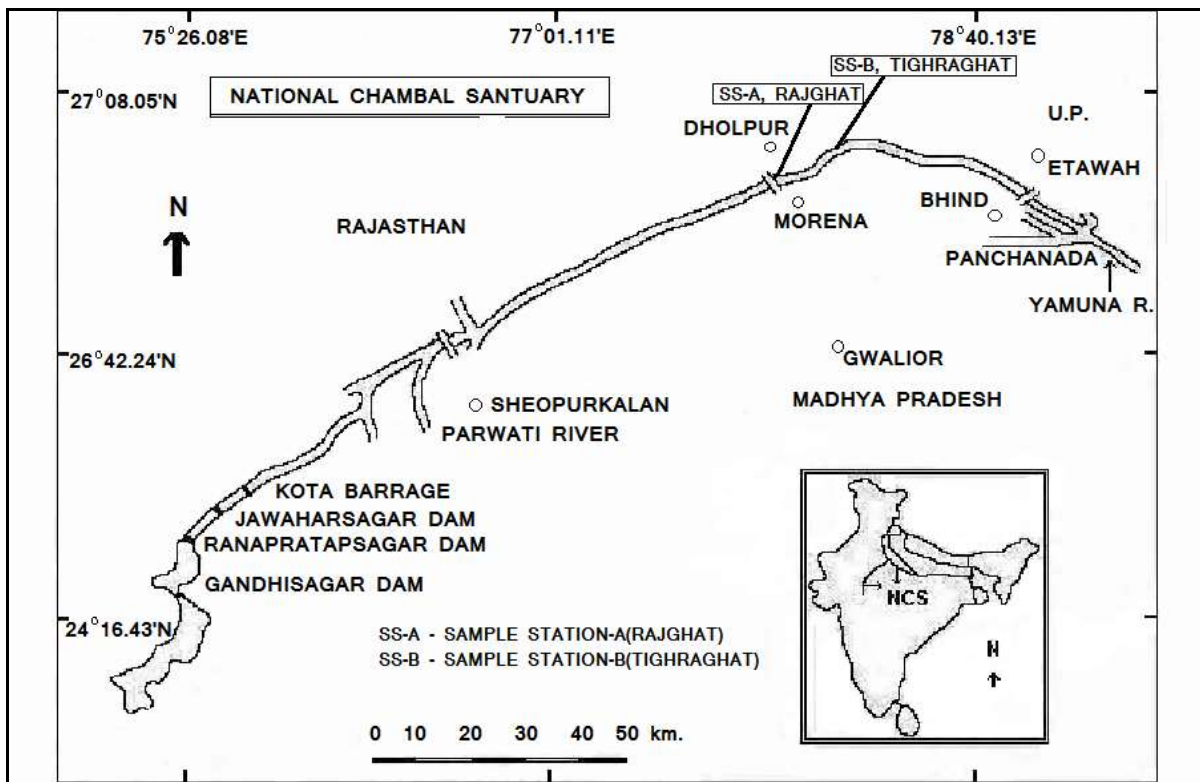 75°26.08'E
77°01.11'E
78°40.13'E
SS-B, TIGHRAGHAT
27°08.05'N
NATIONAL CHAMBAL SANTUARY
SS-A, RAJGHAT
U.P.
DHOLPUR
ETAWAH
N
BHIND
RAJASTHAN
MORENA
PANCHANADA
YAMUNA R.
26°42.24'N
GWALIOR
MADHYA PRADESH
SHEOPURKALAN
PARWATI RIVER
KOTA BARRAGE
JAWAHARSAGAR DAM
RANAPRATAPSAGAR DAM
GANDHISAGAR DAM
NCS
24°16.43'N
SS-A - SAMPLE STATION-A(RAJGHAT)
SS-B - SAMPLE STATION-B(TIGHRAGHAT)
N
0 10 20 30 40 50 km.